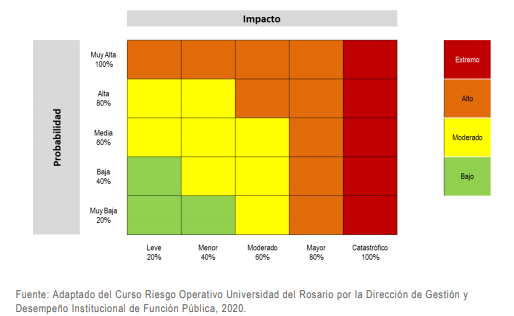 Impacto
Probabilidad
Muy Alta
100%
Alta
80%
Media
60%
Baja
40%
Muy Baja
20%
Leve
20%
Menor
40%
Moderado
60%
Mayor
80%
Catastrófico
100%
Extremo
Alto
Moderado
Bajo
Fuente: Adaptado del Curso Riesgo Operativo Universidad del Rosario por la Dirección de Gestión y
Desempeño Institucional de Función Pública, 2020.